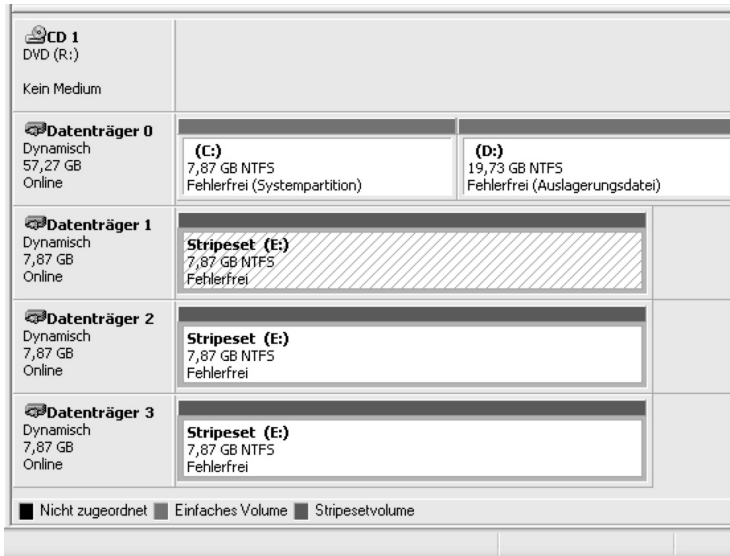 CD 1
DVD (R:)
Kein Medium
Datenträger 0
Dynamisch
57,27 GB
Online
(C:)
7,87 GB NTFS
Fehlerfrei (Systempartition)
(D:)
19,73 GB NTFS
Fehlerfrei (Auslagerungsdatei)
Datenträger 1
Dynamisch
7,87 GB
Online
Stripeset (E:)
7,87 GB NTFS
Fehlerfrei
Datenträger 2
Dynamisch
7,87 GB
Online
Stripeset (E:)
7,87 GB NTFS
Fehlerfrei
Datenträger 3
Dynamisch
7,87 GB
Online
Stripeset (E:)
7,87 GB NTFS
Fehlerfrei
Nicht zugeordnet Einfaches Volume Stripesetvolume